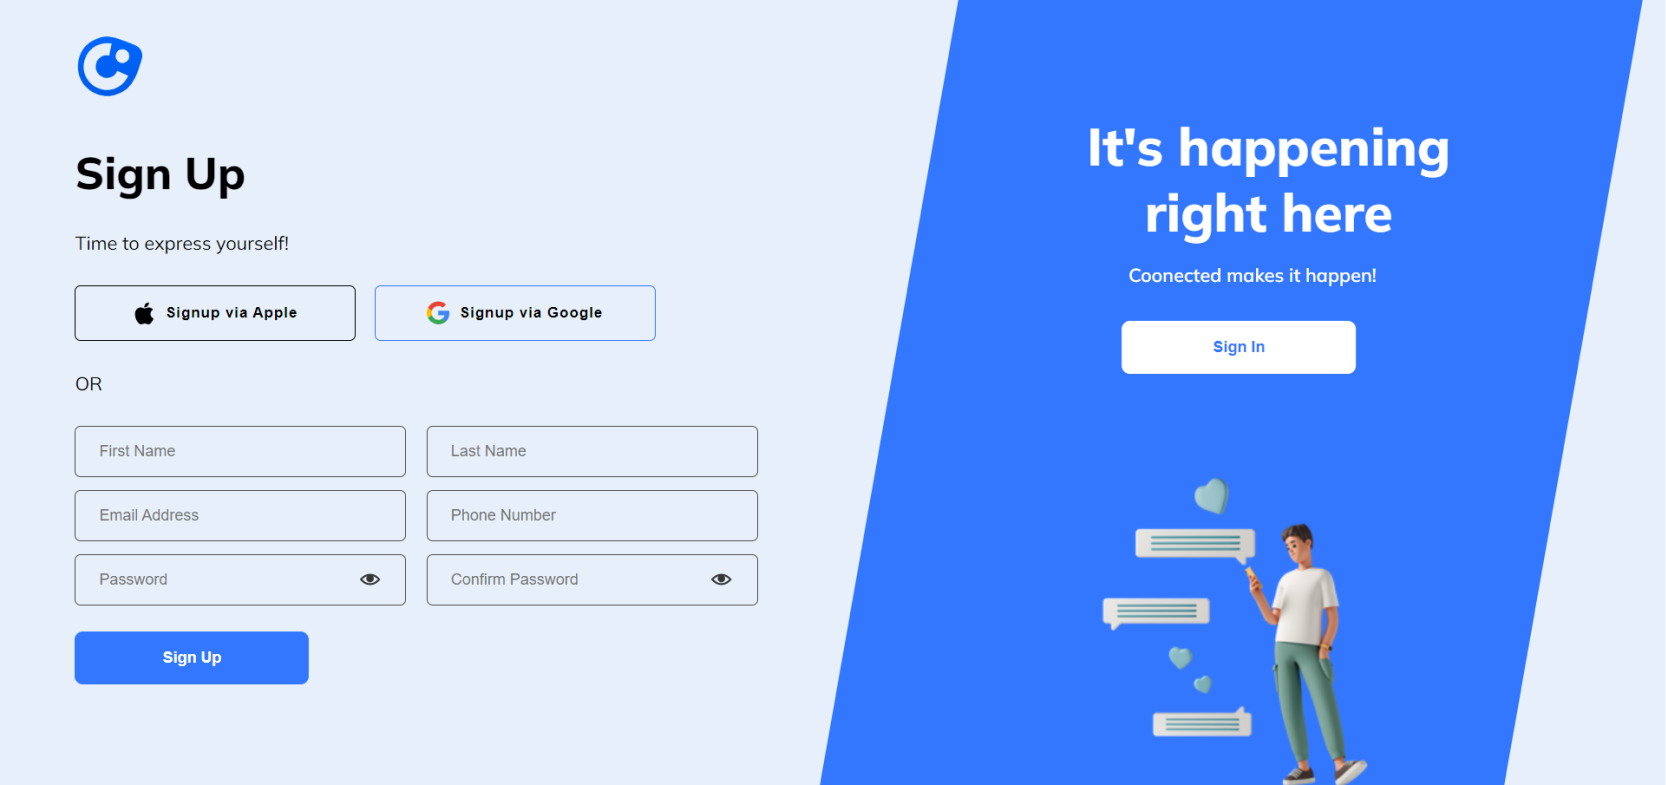 Sign Up
Time to express yourself!
Signup via Apple
Signup via Google
OR
First Name
Last Name
Email Address
Phone Number
Password
Confirm Password
Sign Up
It's happening
right here
Coonected makes it happen!
Sign In